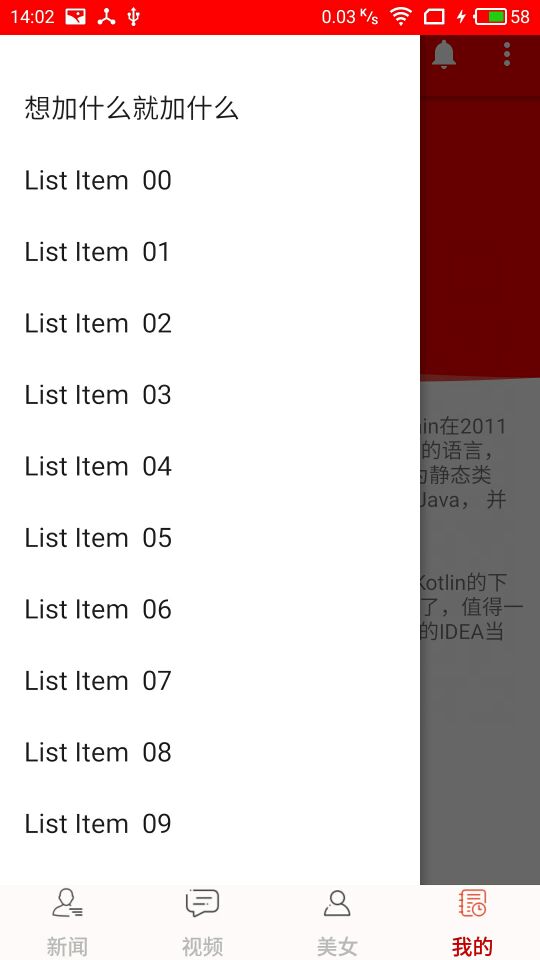 14:02 0.03 K/s 58
想加什么就加什么
List Item 00
List Item 01
List Item 02
List Item 03
List Item 04
List Item 05
List Item 06
List Item 07
List Item 08
List Item 09
in在2011
的语言，
静态类
Java， 并
Kotlin的下
了，值得一
的IDEA当
新闻 视频 美女 我的